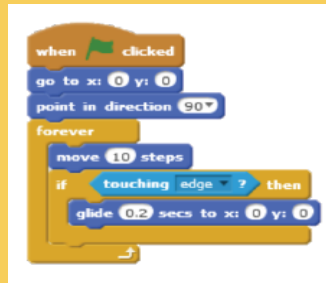 when clicked
go to x: 0 y: 0
point in direction 90
forever
move 10 steps
if touching edge ? then
glide 0.2 secs to x: 0 y: 0